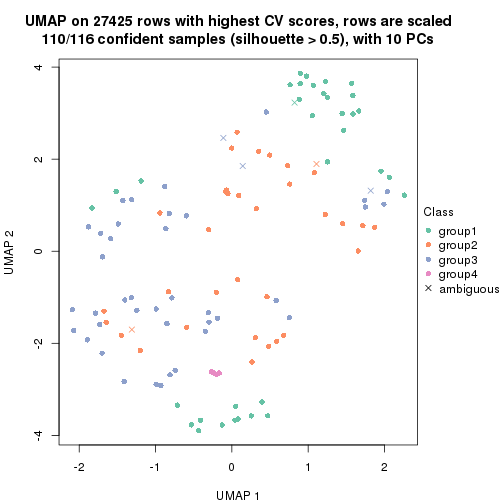 UMAP on 27425 rows with highest CV scores, rows are scaled
110/116 confident samples (silhouette > 0.5), with 10 PCs
4
2
0
-2
-4
UMAP 2
-2
-1
0
1
2
UMAP 1
Class
group1
group2
group3
group4
ambiguous